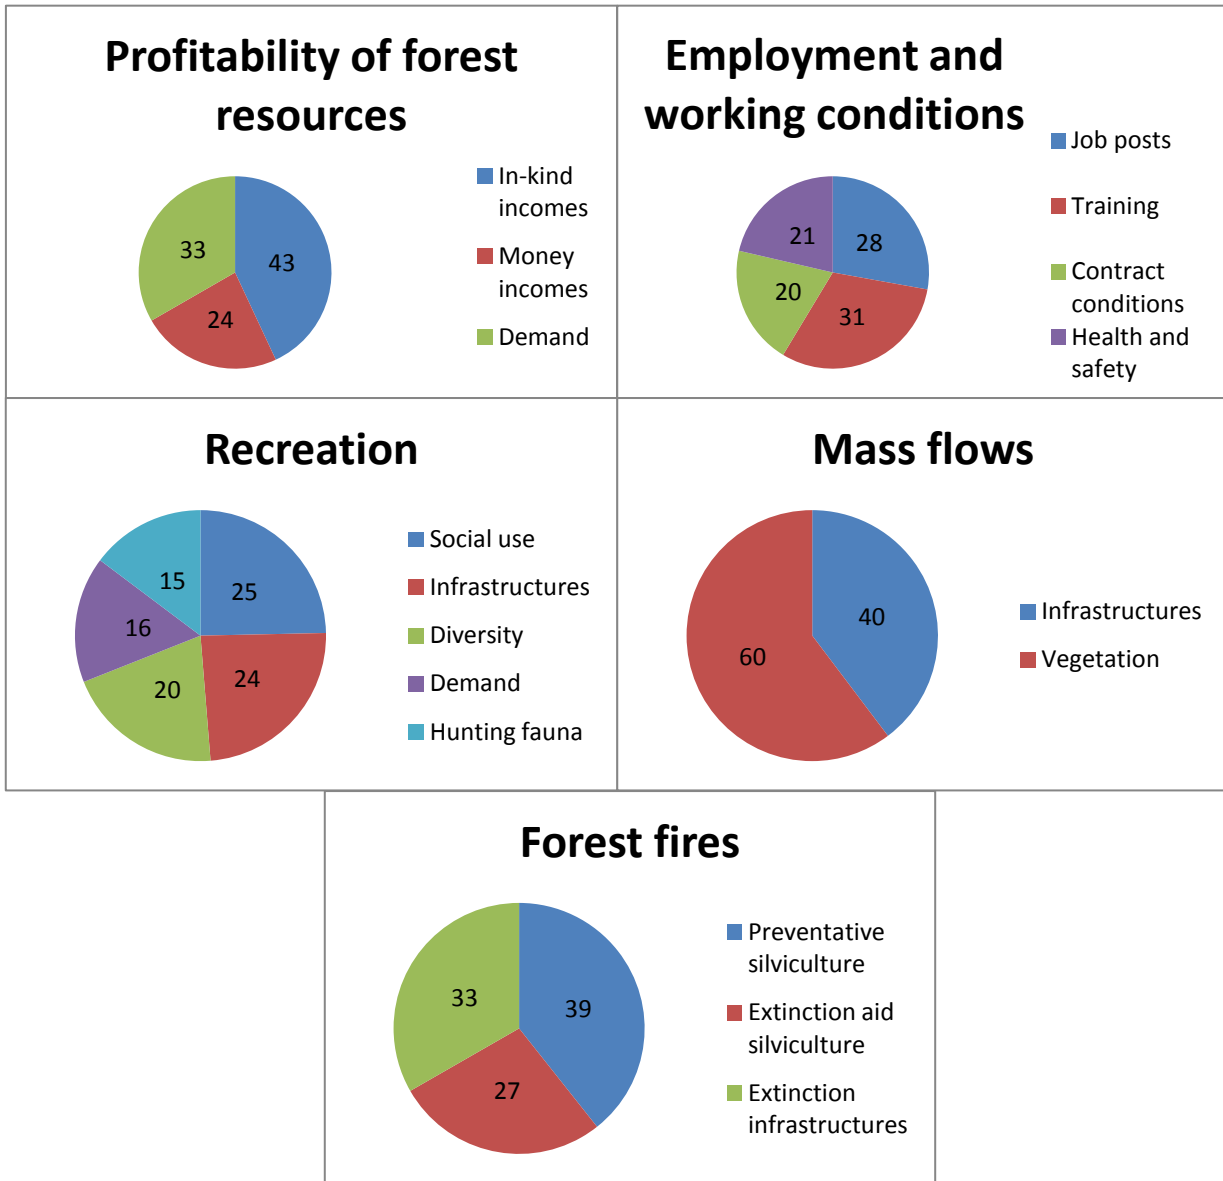 Profitability of forest
resources
33
43
24
In-kind
incomes
Money
incomes
Demand
Employment and
working conditions
21
28
20
31
Job posts
Training
Contract
conditions
Health and
safety
Recreation
15
25
16
20
24
Social use
Infrastructures
Diversity
Demand
Hunting fauna
Mass flows
40
60
Infrastructures
Vegetation
Forest fires
33
39
27
Preventative
silviculture
Extinction aid
silviculture
Extinction
infrastructures